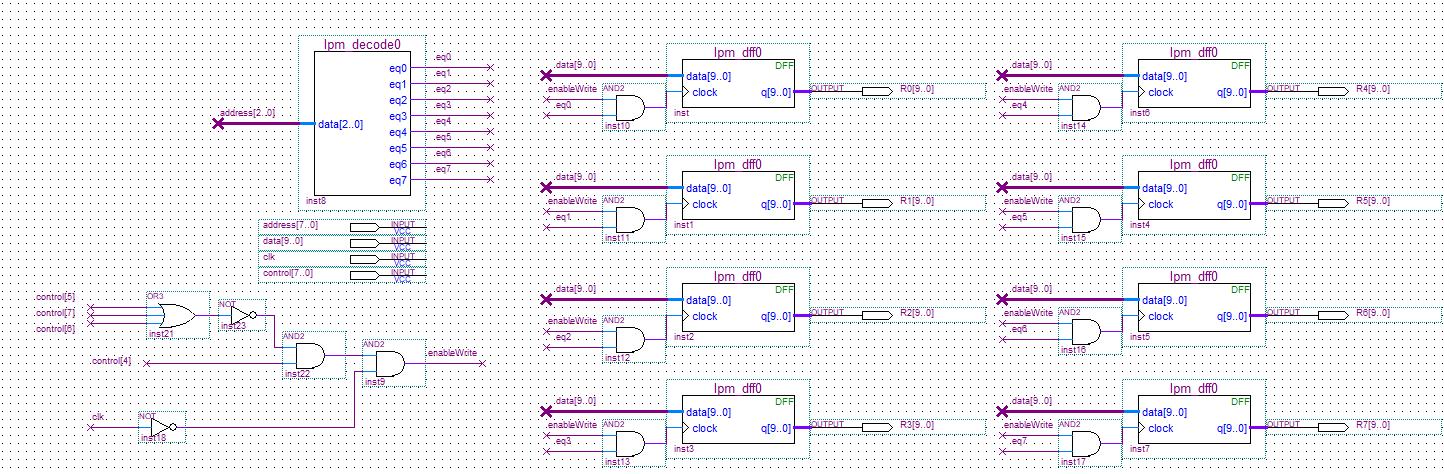 lpm_decode0
address[2..0]
data[2..0]
eq0
eq1
eq2
eq3
eq4
eq5
eq6
eq7
eq0
eq1
eq2
eq3
eq4
eq5
eq6
eq7
inst8
address[7..0] INPUT VCC
data[9..0] INPUT VCC
clk INPUT VCC
control[7..0] INPUT VCC
control[5]
control[7]
control[6]
OR3
inst21
NOT
inst23
control[4]
AND2
inst22
AND2
inst9
enableWrite
clk
NOT
inst18
lpm_dff0
DFF
data[9..0]
data[9..0]
clock
q[9..0]
enableWrite
eq0
AND2
inst10
inst
OUTPUT R0[9..0]
lpm_dff0
DFF
data[9..0]
data[9..0]
clock
q[9..0]
enableWrite
eq1
AND2
inst11
inst1
OUTPUT R1[9..0]
lpm_dff0
DFF
data[9..0]
data[9..0]
clock
q[9..0]
enableWrite
eq2
AND2
inst12
inst2
OUTPUT R2[9..0]
lpm_dff0
DFF
data[9..0]
data[9..0]
clock
q[9..0]
enableWrite
eq3
AND2
inst13
inst3
OUTPUT R3[9..0]
lpm_dff0
DFF
data[9..0]
data[9..0]
clock
q[9..0]
enableWrite
eq4
AND2
inst14
inst6
OUTPUT R4[9..0]
lpm_dff0
DFF
data[9..0]
data[9..0]
clock
q[9..0]
enableWrite
eq5
AND2
inst15
inst4
OUTPUT R5[9..0]
lpm_dff0
DFF
data[9..0]
data[9..0]
clock
q[9..0]
enableWrite
eq6
AND2
inst16
inst5
OUTPUT R6[9..0]
lpm_dff0
DFF
data[9..0]
data[9..0]
clock
q[9..0]
enableWrite
eq7
AND2
inst17
inst7
OUTPUT R7[9..0]